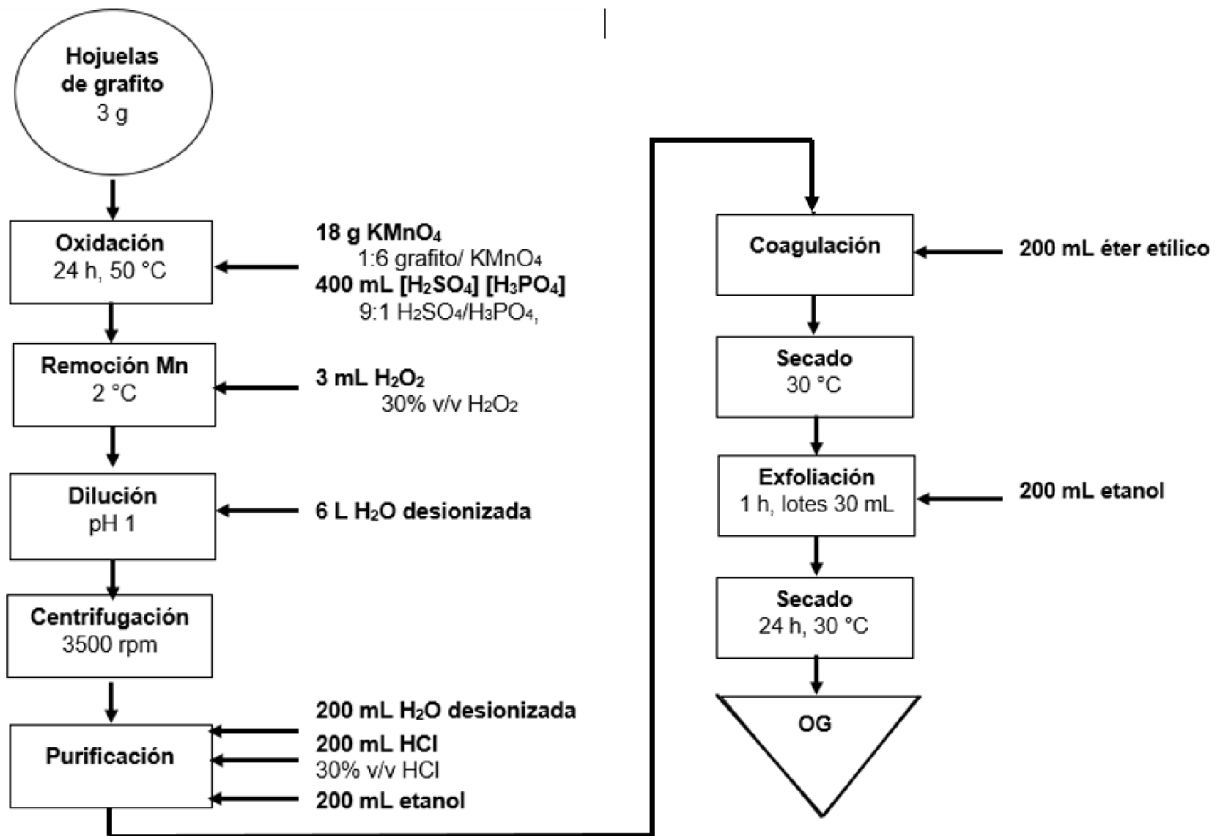 Hojuelas
de grafito
3 g
Oxidación
24 h, 50 °C
18 g KMnO₄
1:6 grafito/ KMnO₄
400 mL [H₂SO₄] [H₃PO₄]
9:1 H₂SO₄/H₃PO₄,
Remoción Mn
2 °C
3 mL H₂O₂
30% v/v H₂O₂
Dilución
pH 1
6 L H₂O desionizada
Centrifugación
3500 rpm
Purificación
200 mL H₂O desionizada
200 mL HCl
30% v/v HCl
200 mL etanol
Coagulación
200 mL éter etílico
Secado
30 °C
Exfoliación
1 h, lotes 30 mL
200 mL etanol
Secado
24 h, 30 °C
OG